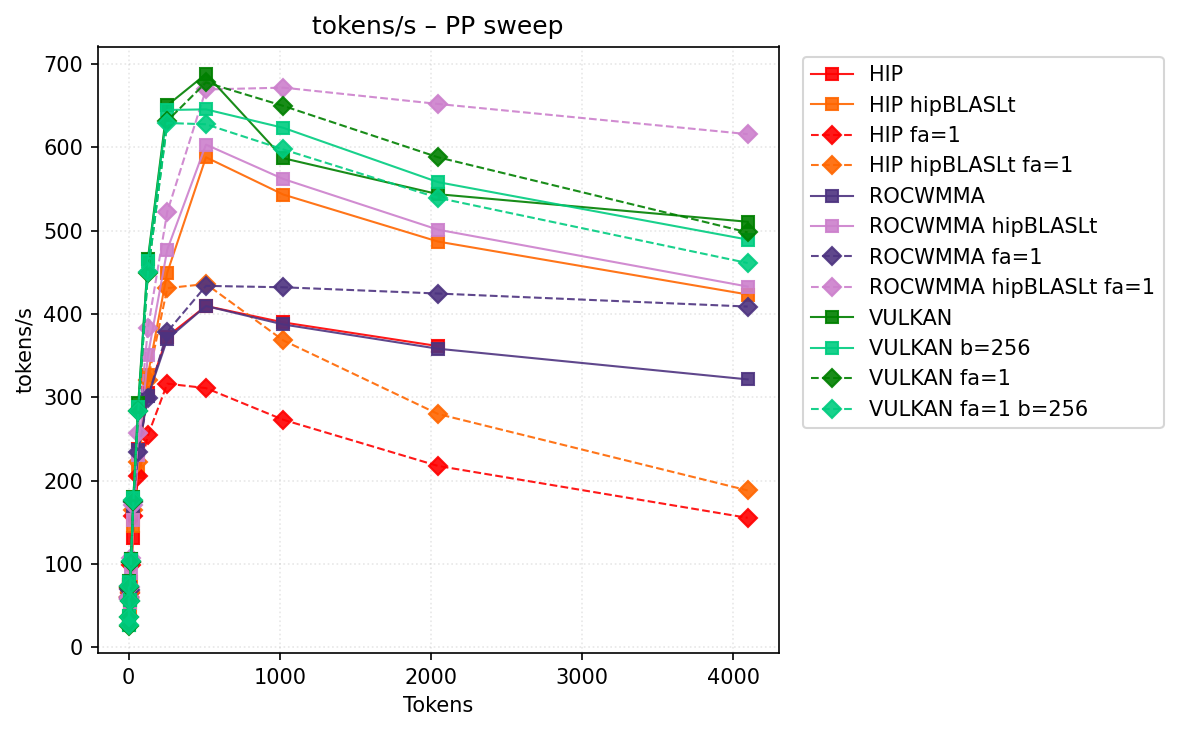 tokens/s – PP sweep
tokens/s
700
600
500
400
300
200
100
0
0
1000
2000
3000
4000
Tokens
HIP
HIP hipBLASLt
HIP fa=1
HIP hipBLASLt fa=1
ROCWMMA
ROCWMMA hipBLASLt
ROCWMMA fa=1
ROCWMMA hipBLASLt fa=1
VULKAN
VULKAN b=256
VULKAN fa=1
VULKAN fa=1 b=256